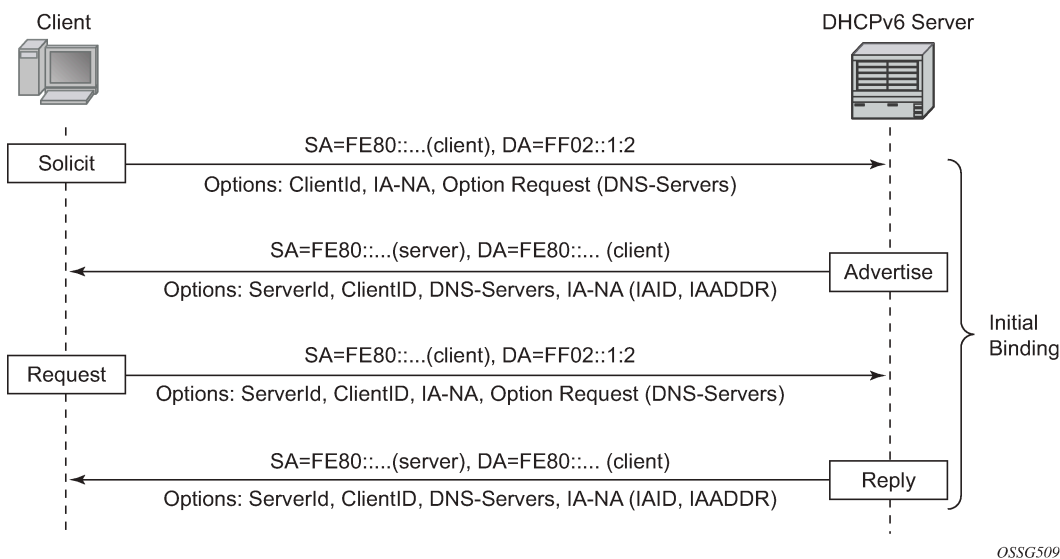 Client
DHCPv6 Server
Solicit
SA=FE80::...(client), DA=FF02::1:2
Options: ClientId, IA-NA, Option Request (DNS-Servers)
SA=FE80::...(server), DA=FE80::... (client)
Advertise
Options: ServerId, ClientID, DNS-Servers, IA-NA (IAID, IAADDR)
Initial
Binding
SA=FE80::...(client), DA=FF02::1:2
Request
Options: ServerId, ClientID, IA-NA, Option Request (DNS-Servers)
SA=FE80::...(server), DA=FE80::... (client)
Reply
Options: ServerId, ClientID, DNS-Servers, IA-NA (IAID, IAADDR)
OSSG509